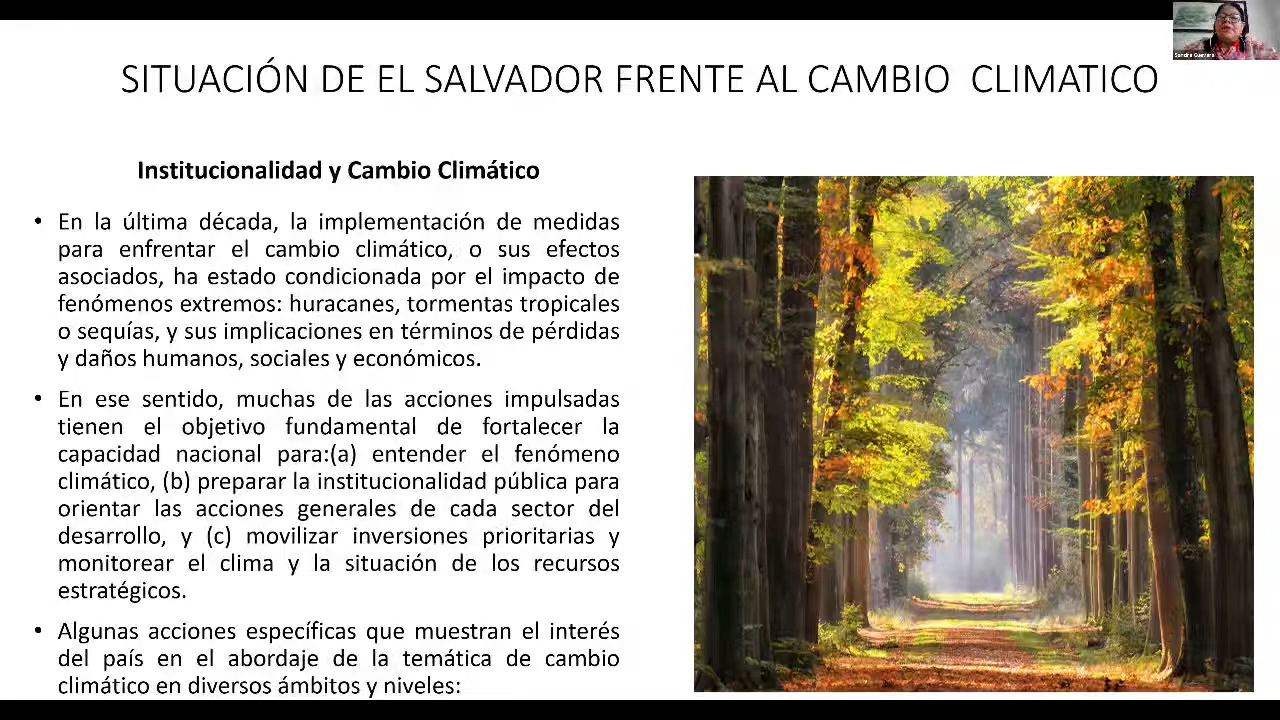 Sandra Guevara
SITUACIÓN DE EL SALVADOR FRENTE AL CAMBIO  CLIMATICO
Institucionalidad y Cambio Climático
• En la última década, la implementación de medidas
para enfrentar el cambio climático, o sus efectos
asociados, ha estado condicionada por el impacto de
fenómenos extremos: huracanes, tormentas tropicales
o sequías, y sus implicaciones en términos de pérdidas
y daños humanos, sociales y económicos.
• En ese sentido, muchas de las acciones impulsadas
tienen el objetivo fundamental de fortalecer la
capacidad nacional para:(a) entender el fenómeno
climático, (b) preparar la institucionalidad pública para
orientar las acciones generales de cada sector del
desarrollo, y (c) movilizar inversiones prioritarias y
monitorear el clima y la situación de los recursos
estratégicos.
• Algunas acciones específicas que muestran el interés
del país en el abordaje de la temática de cambio
climático en diversos ámbitos y niveles: